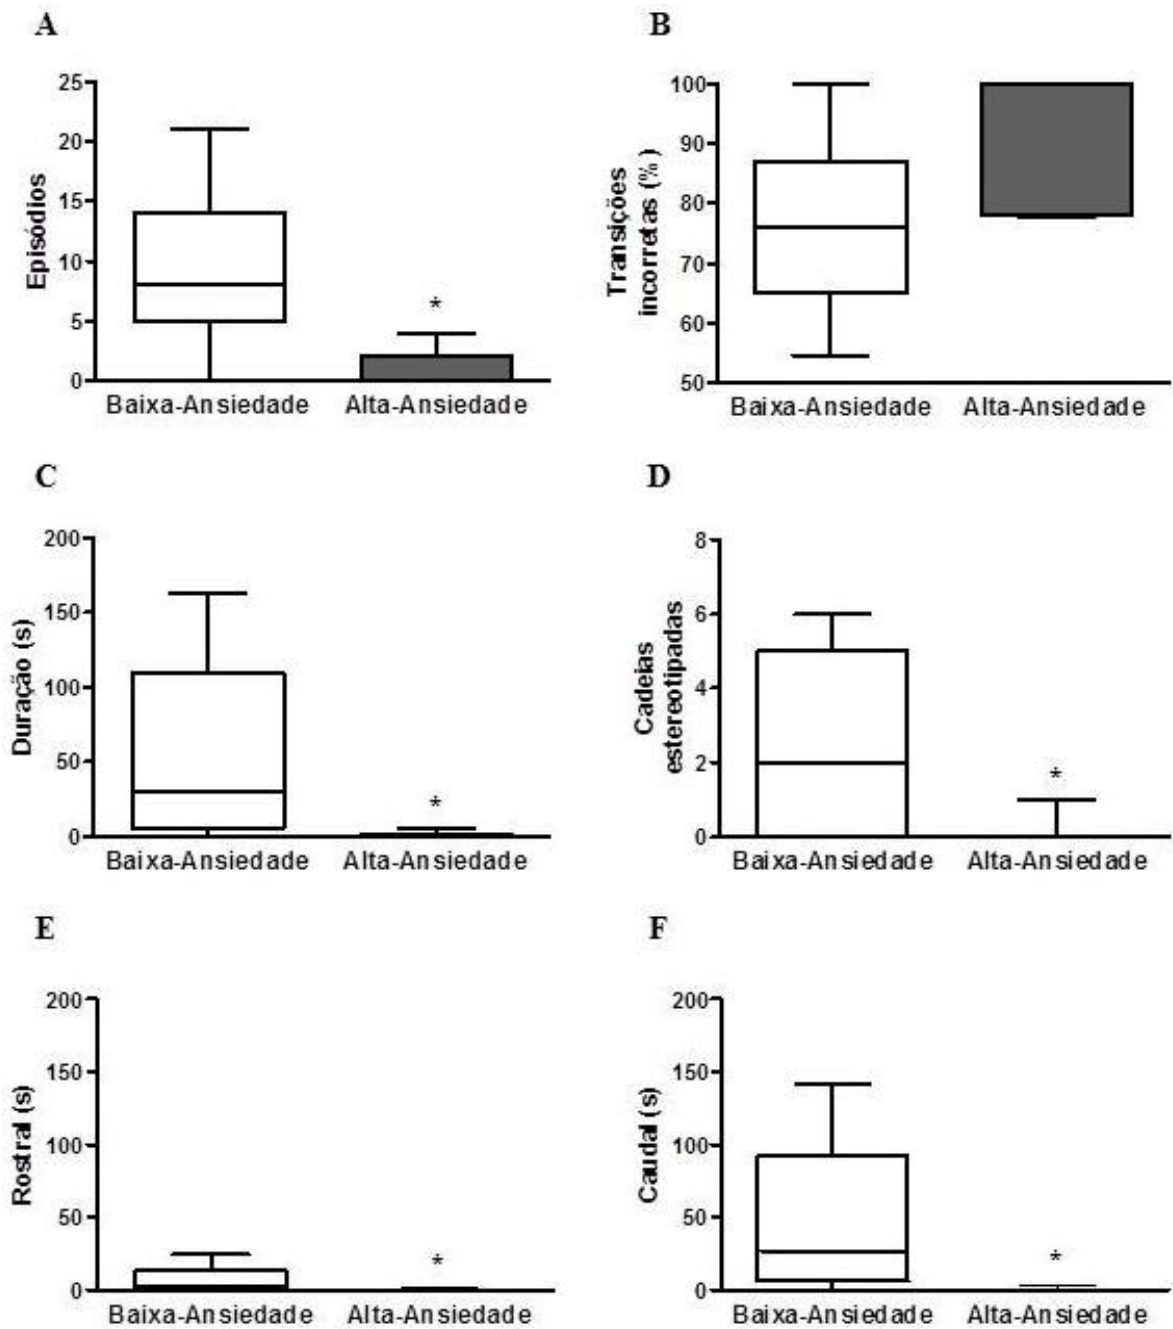 A
Episódios
25
20
15
10
5
0
*
Baixa-Ansiedade
Alta-Ansiedade
B
Transições
incorretas (%)
100
90
80
70
60
50
Baixa-Ansiedade
Alta-Ansiedade
C
Duração (s)
200
150
100
50
0
*
Baixa-Ansiedade
Alta-Ansiedade
D
Cadeias
estereotipadas
8
6
4
2
0
*
Baixa-Ansiedade
Alta-Ansiedade
E
Rostral (s)
200
150
100
50
0
*
Baixa-Ansiedade
Alta-Ansiedade
F
Caudal (s)
200
150
100
50
0
*
Baixa-Ansiedade
Alta-Ansiedade